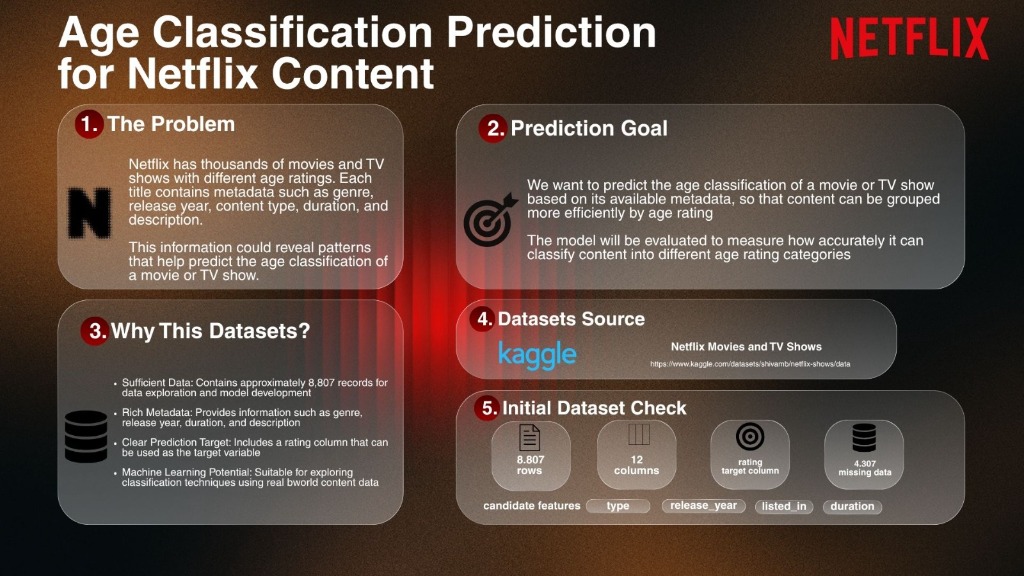 Age Classification Prediction
for Netflix Content
NETFLIX
1. The Problem
N
Netflix has thousands of movies and TV
shows with different age ratings. Each
title contains metadata such as genre,
release year, content type, duration, and
description.
This information could reveal patterns
that help predict the age classification of
a movie or TV show.
2. Prediction Goal
We want to predict the age classification of a movie or TV show
based on its available metadata, so that content can be grouped
more efficiently by age rating
The model will be evaluated to measure how accurately it can
classify content into different age rating categories
3. Why This Datasets?
• Sufficient Data: Contains approximately 8,807 records for
data exploration and model development
• Rich Metadata: Provides information such as genre,
release year, duration, and description
• Clear Prediction Target: Includes a rating column that can
be used as the target variable
• Machine Learning Potential: Suitable for exploring
classification techniques using real bworld content data
4. Datasets Source
kaggle
Netflix Movies and TV Shows
https://www.kaggle.com/datasets/shivamb/netflix-shows/data
5. Initial Dataset Check
8.807
rows
12
columns
rating
target column
4.307
missing data
candidate features type release_year listed_in duration